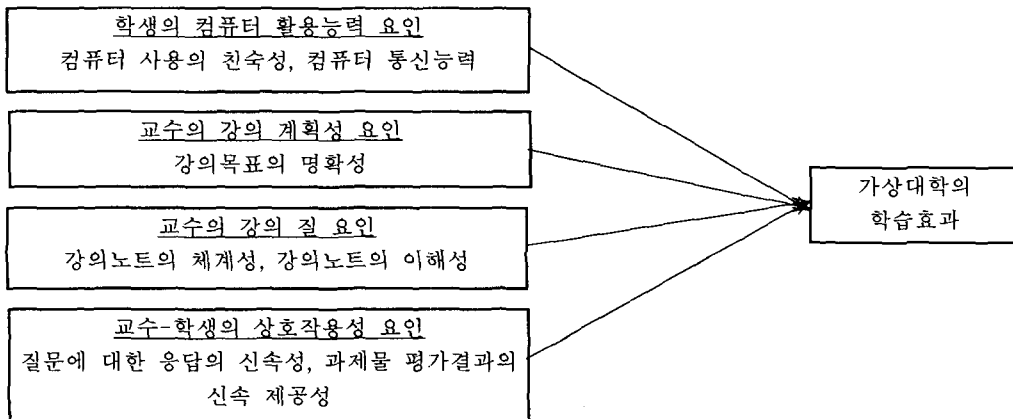 학생의 컴퓨터 활용능력 요인
컴퓨터 사용의 친숙성, 컴퓨터 통신능력
교수의 강의 계획성 요인
강의목표의 명확성
교수의 강의 질 요인
강의노트의 체계성, 강의노트의 이해성
교수-학생의 상호작용성 요인
질문에 대한 응답의 신속성, 과제물 평가결과의
신속 제공성
가상대학의
학습효과